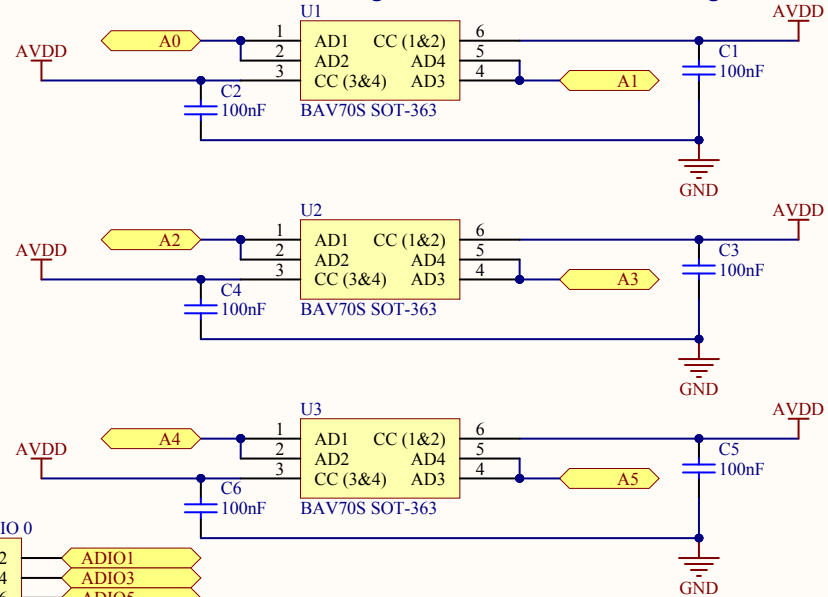 U1
AVDD
A0 1 AD1 CC (1&2) 6
AVDD 2 AD2 AD4 5 C1
3 CC (3&4) AD3 4 A1 100nF
C2
100nF BAV70S SOT-363
GND
U2
AVDD
A2 1 AD1 CC (1&2) 6
AVDD 2 AD2 AD4 5 C3
3 CC (3&4) AD3 4 A3 100nF
C4
100nF BAV70S SOT-363
GND
U3
AVDD
A4 1 AD1 CC (1&2) 6
AVDD 2 AD2 AD4 5 C5
3 CC (3&4) AD3 4 A5 100nF
C6
100nF BAV70S SOT-363
IO 0
2 ADIO1
4 ADIO3
GND
ADIO5